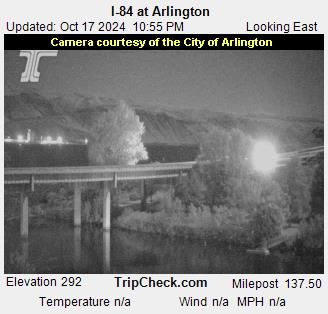 I-84 at Arlington
Updated: Oct 17 2024 10:55 PM Looking East
Camera courtesy of the City of Arlington
Elevation 292 TripCheck.com Milepost 137.50
Temperature n/a Wind n/a MPH n/a